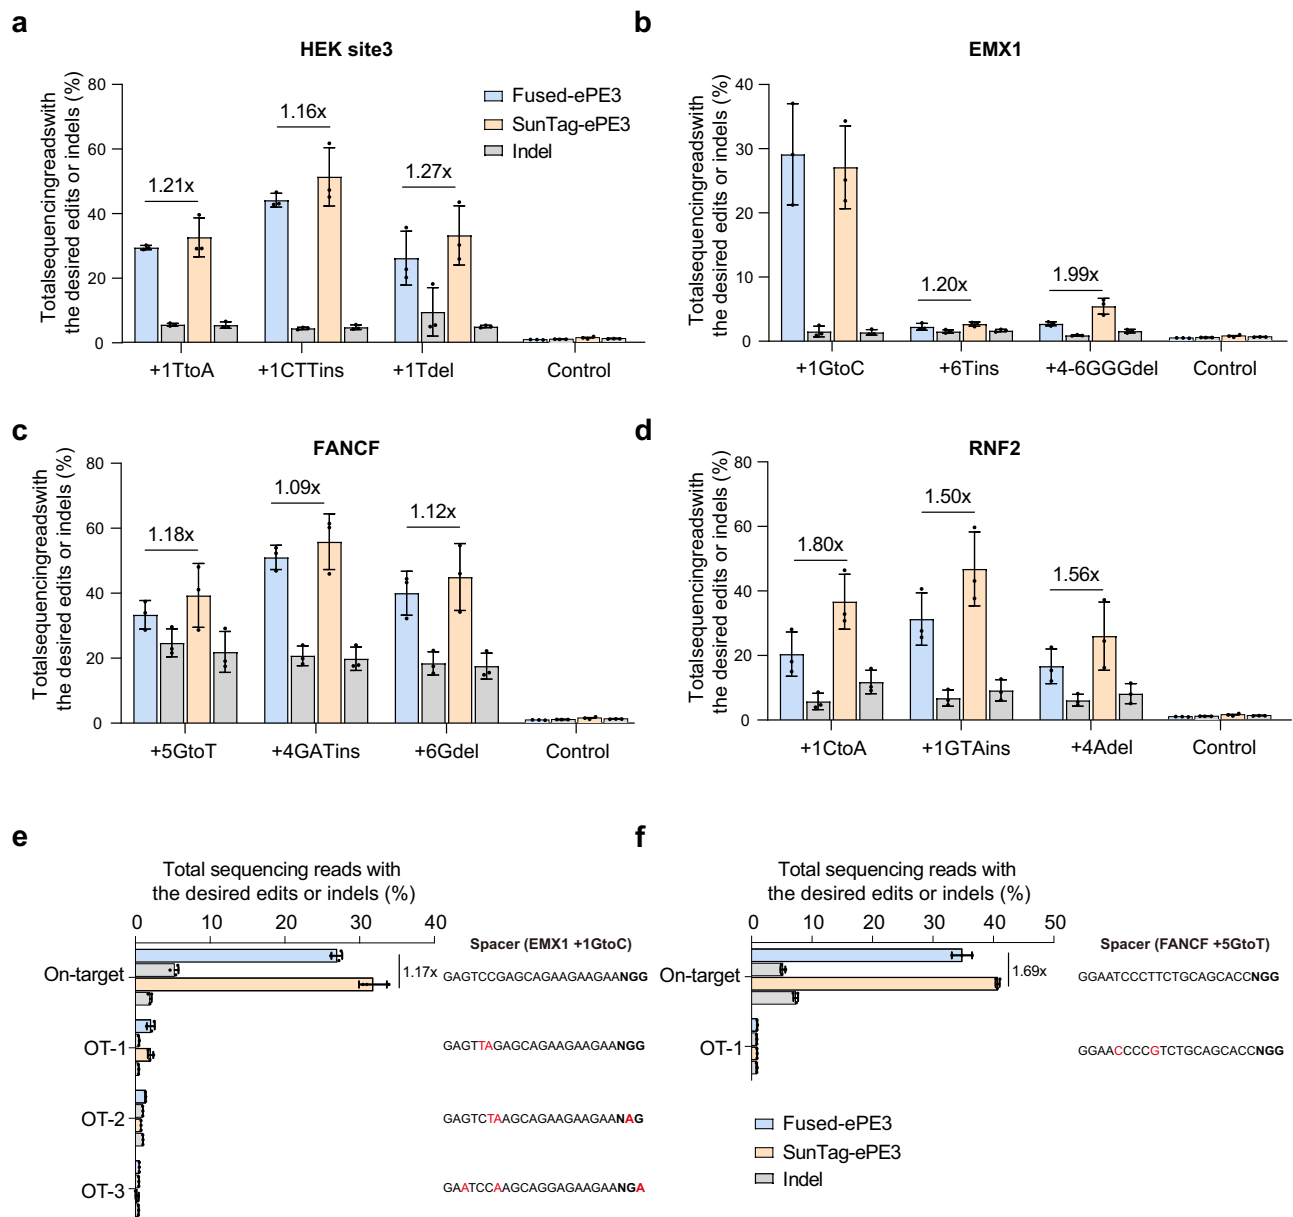 a
HEK site3
Totalsequencingreadswith
the desired edits or indels (%)
80
60
40
20
0
1.21x
1.16x
1.27x
Fused-ePE3
SunTag-ePE3
Indel
+1TtoA
+1CTTins
+1Tdel
Control
b
EMX1
Totalsequencingreadswith
the desired edits or indels (%)
40
30
20
10
0
1.20x
1.99x
+1GtoC
+6Tins
+4-6GGGdel
Control
c
FANCF
Totalsequencingreadswith
the desired edits or indels (%)
80
60
40
20
0
1.18x
1.09x
1.12x
+5GtoT
+4GATins
+6Gdel
Control
d
RNF2
Totalsequencingreadswith
the desired edits or indels (%)
80
60
40
20
0
1.80x
1.50x
1.56x
+1CtoA
+1GTAins
+4Adel
Control
e
Total sequencing reads with
the desired edits or indels (%)
0 10 20 30 40
Spacer (EMX1 +1GtoC)
On-target
1.17x
GAGTCCGAGCAGAAGAAGAANGG
OT-1
GAGTTAGAGCAGAAGAAGAANGG
OT-2
GAGTCTAAGCAGAAGAAGAANAG
OT-3
GAATCCAAGCAGGAGAAGAANGA
f
Total sequencing reads with
the desired edits or indels (%)
0 10 20 30 40 50
Spacer (FANCF +5GtoT)
On-target
1.69x
GGAATCCCTTCTGCAGCACCNGG
OT-1
GGAACCCCGTCTGCAGCACCNGG
Fused-ePE3
SunTag-ePE3
Indel